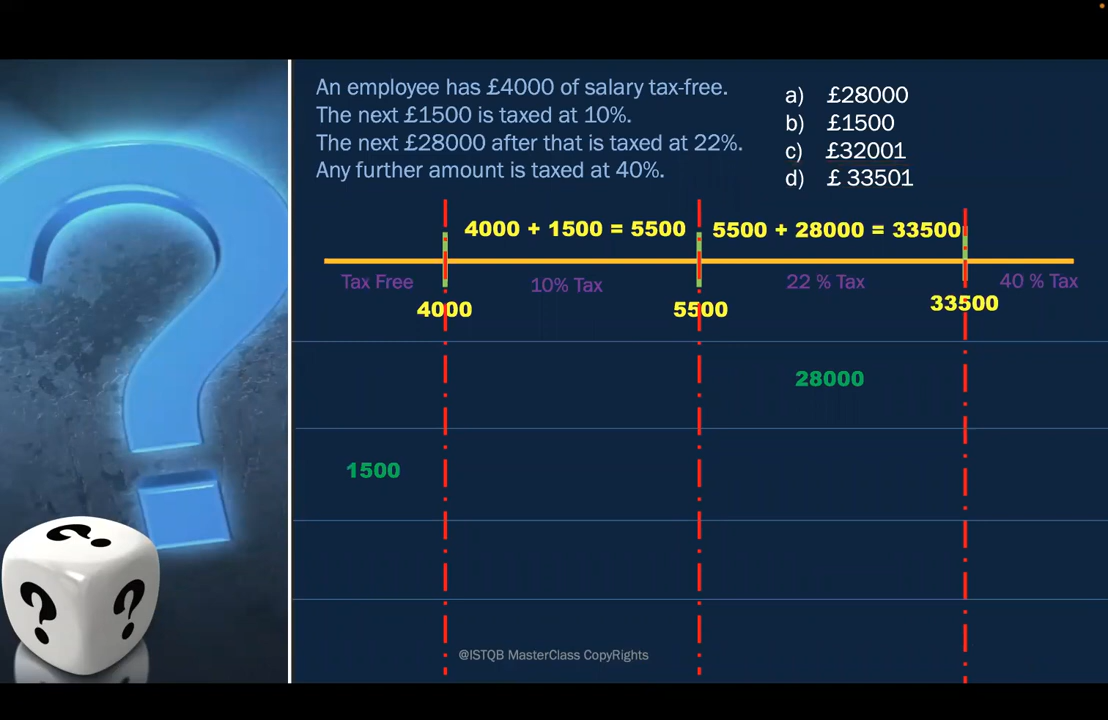 An employee has £4000 of salary tax-free.
The next £1500 is taxed at 10%.
The next £28000 after that is taxed at 22%.
Any further amount is taxed at 40%.
a) £28000
b) £1500
c) £32001
d) £ 33501
4000 + 1500 = 5500
5500 + 28000 = 33500
Tax Free
10% Tax
22 % Tax
40 % Tax
4000
5500
33500
28000
1500
@ISTQB MasterClass CopyRights
? ? ?
?